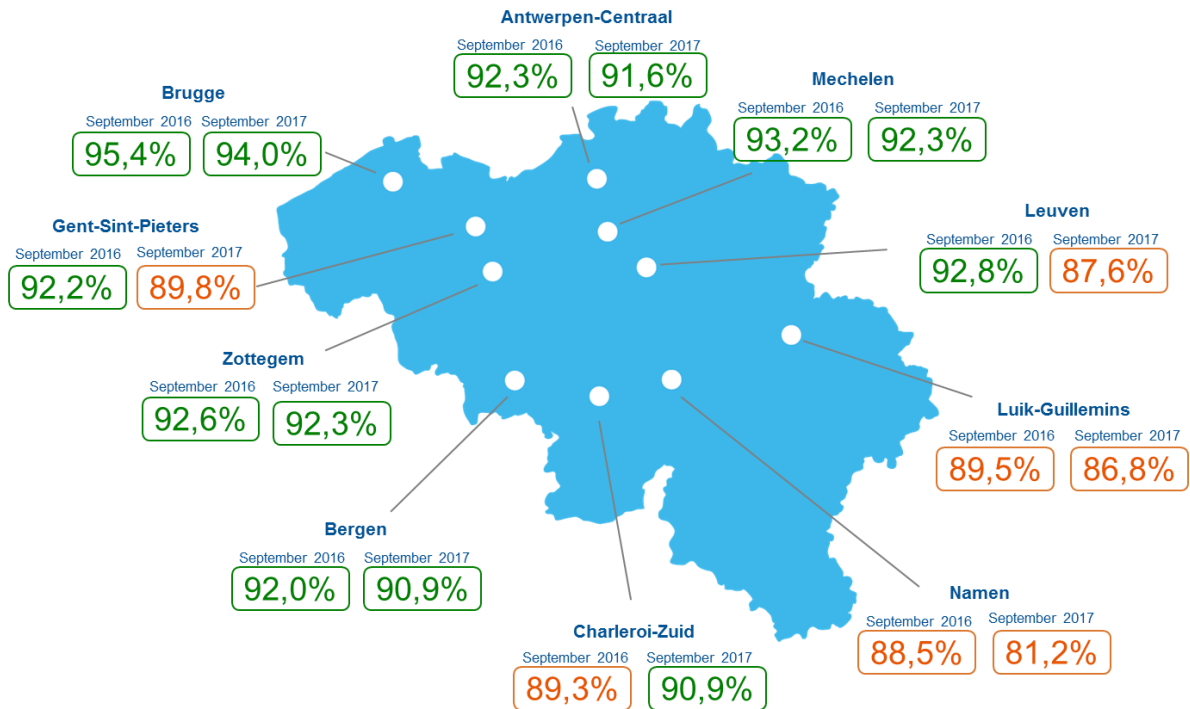 Antwerpen-Centraal
September 2016 September 2017
92,3% 91,6%
Mechelen
September 2016 September 2017
93,2% 92,3%
Brugge
September 2016 September 2017
95,4% 94,0%
Leuven
September 2016 September 2017
92,8% 87,6%
Gent-Sint-Pieters
September 2016 September 2017
92,2% 89,8%
Zottegem
September 2016 September 2017
92,6% 92,3%
Luik-Guillemins
September 2016 September 2017
89,5% 86,8%
Bergen
September 2016 September 2017
92,0% 90,9%
Namen
September 2016 September 2017
88,5% 81,2%
Charleroi-Zuid
September 2016 September 2017
89,3% 90,9%